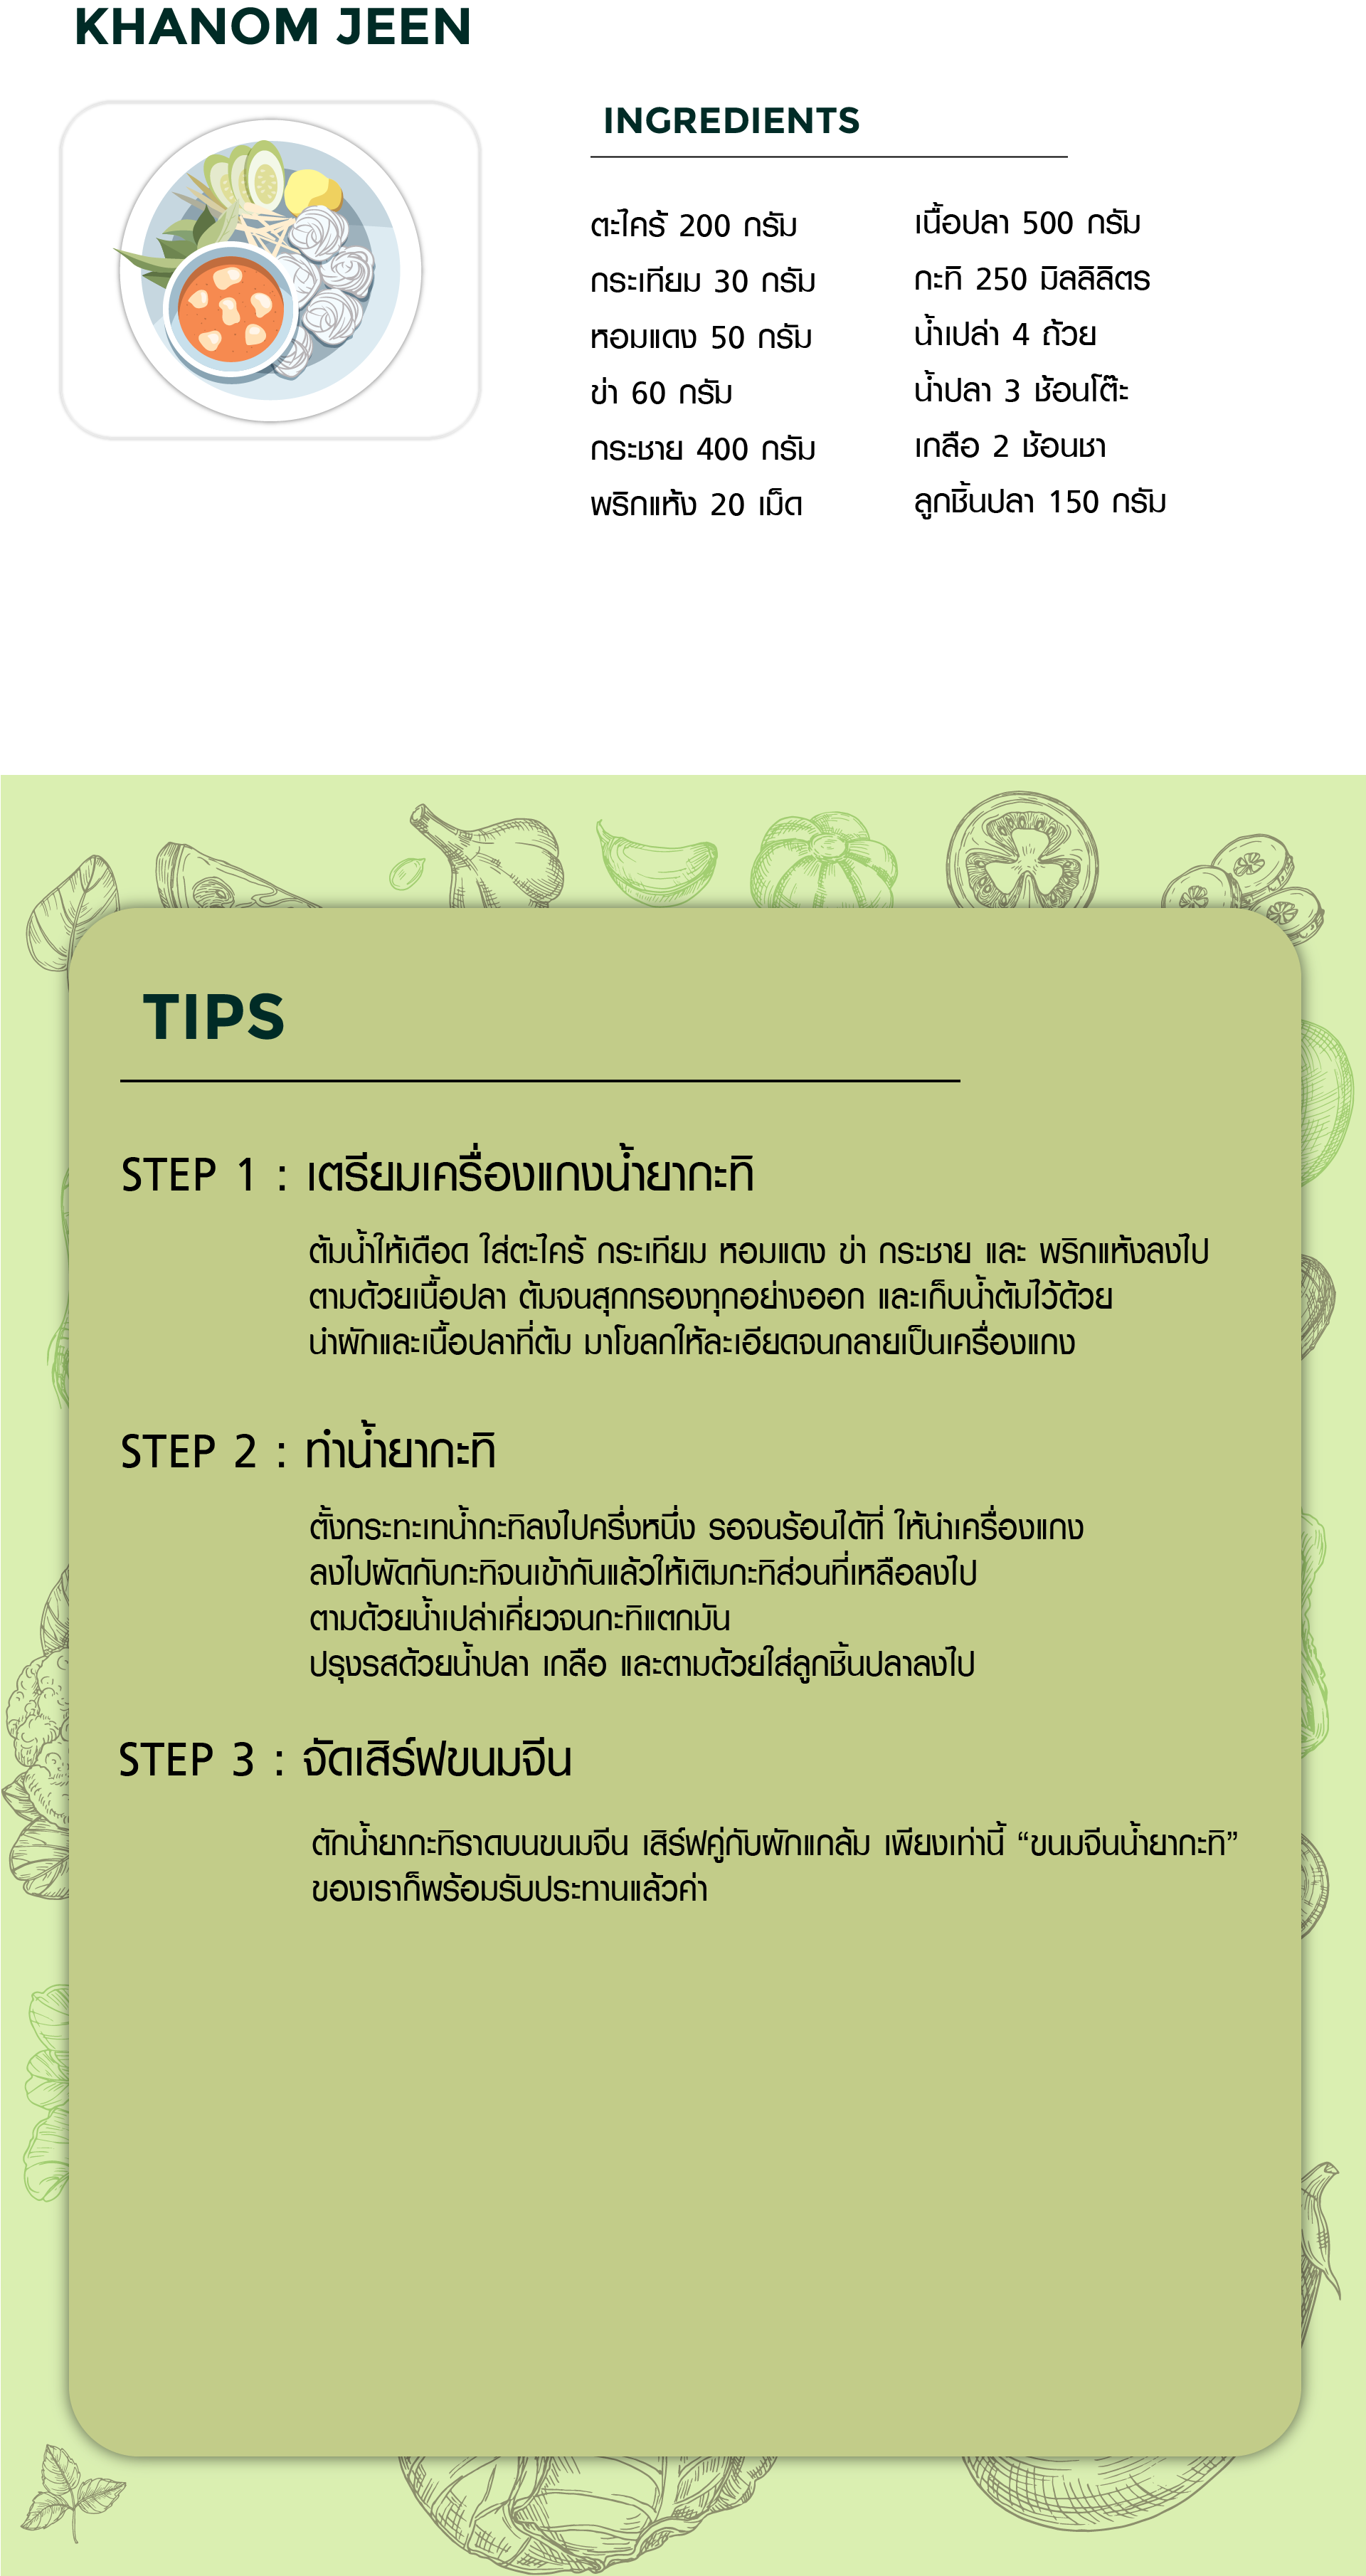 KHANOM JEEN
INGREDIENTS
ตะไคร้ 200 กรัม
กระเทียม 30 กรัม
หอมแดง 50 กรัม
ข่า 60 กรัม
กระชาย 400 กรัม
พริกแห้ง 20 เม็ด
เนื้อปลา 500 กรัม
กะทิ 250 มิลลิลิตร
น้ำเปล่า 4 ถ้วย
น้ำปลา 3 ช้อนโต๊ะ
เกลือ 2 ช้อนชา
ลูกชิ้นปลา 150 กรัม
TIPS
STEP 1 : เตรียมเครื่องแกงน้ำยากะทิ
ต้มน้ำให้เดือด ใส่ตะไคร้ กระเทียม หอมแดง ข่า กระชาย และ พริกแห้งลงไป
ตามด้วยเนื้อปลา ต้มจนสุกกรองทุกอย่างออก และเก็บน้ำต้มไว้ด้วย
นำผักและเนื้อปลาที่ต้ม มาโขลกให้ละเอียดจนกลายเป็นเครื่องแกง
STEP 2 : ทำน้ำยากะทิ
ตั้งกระทะเทน้ำกะทิลงไปครึ่งหนึ่ง รอจนร้อนได้ที่ ให้นำเครื่องแกง
ลงไปผัดกับกะทิจนเข้ากันแล้วให้เติมกะทิส่วนที่เหลือลงไป
ตามด้วยน้ำเปล่าเคี่ยวจนกะทิแตกมัน
ปรุงรสด้วยน้ำปลา เกลือ และตามด้วยใส่ลูกชิ้นปลาลงไป
STEP 3 : จัดเสิร์ฟขนมจีน
ตักน้ำยากะทิราดบนขนมจีน เสิร์ฟคู่กับผักแกล้ม เพียงเท่านี้ “ขนมจีนน้ำยากะทิ”
ของเราก็พร้อมรับประทานแล้วค่า